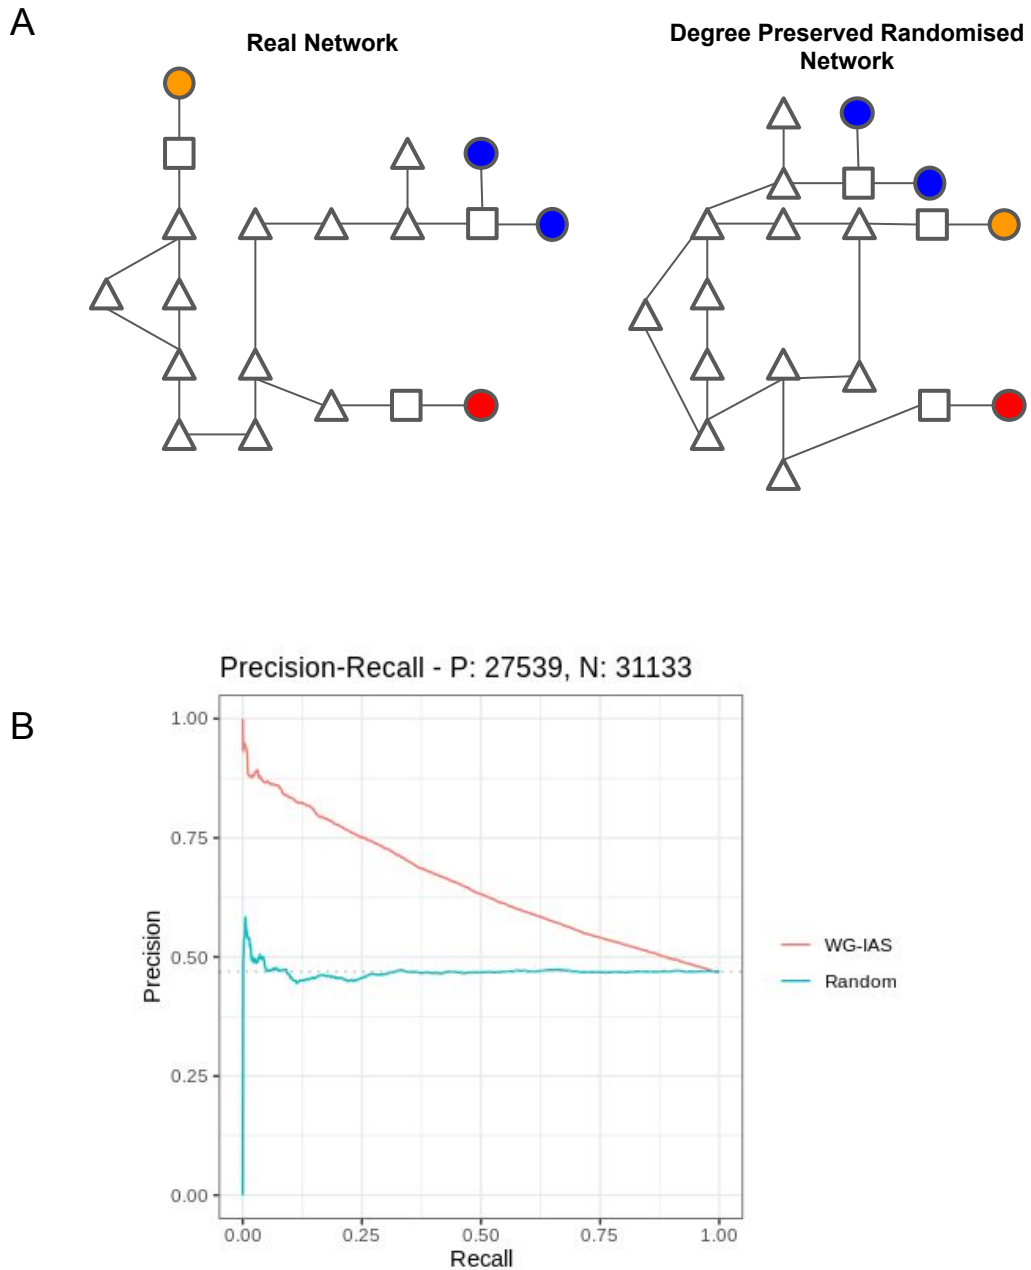 A
Real Network
Degree Preserved Randomised
Network
Precision-Recall - P: 27539, N: 31133
B
1.00
0.75
0.50
0.25
0.00
Precision
0.00 0.25 0.50 0.75 1.00
Recall
WG-IAS
Random